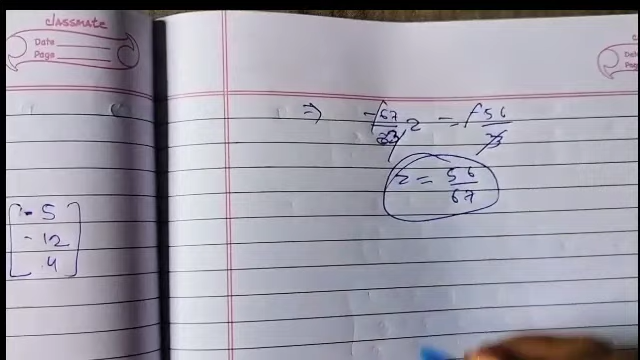 classmate
Date
Page
⇒ -67/23 z = -56/23
z = 56/67
[-5
-12
.4]